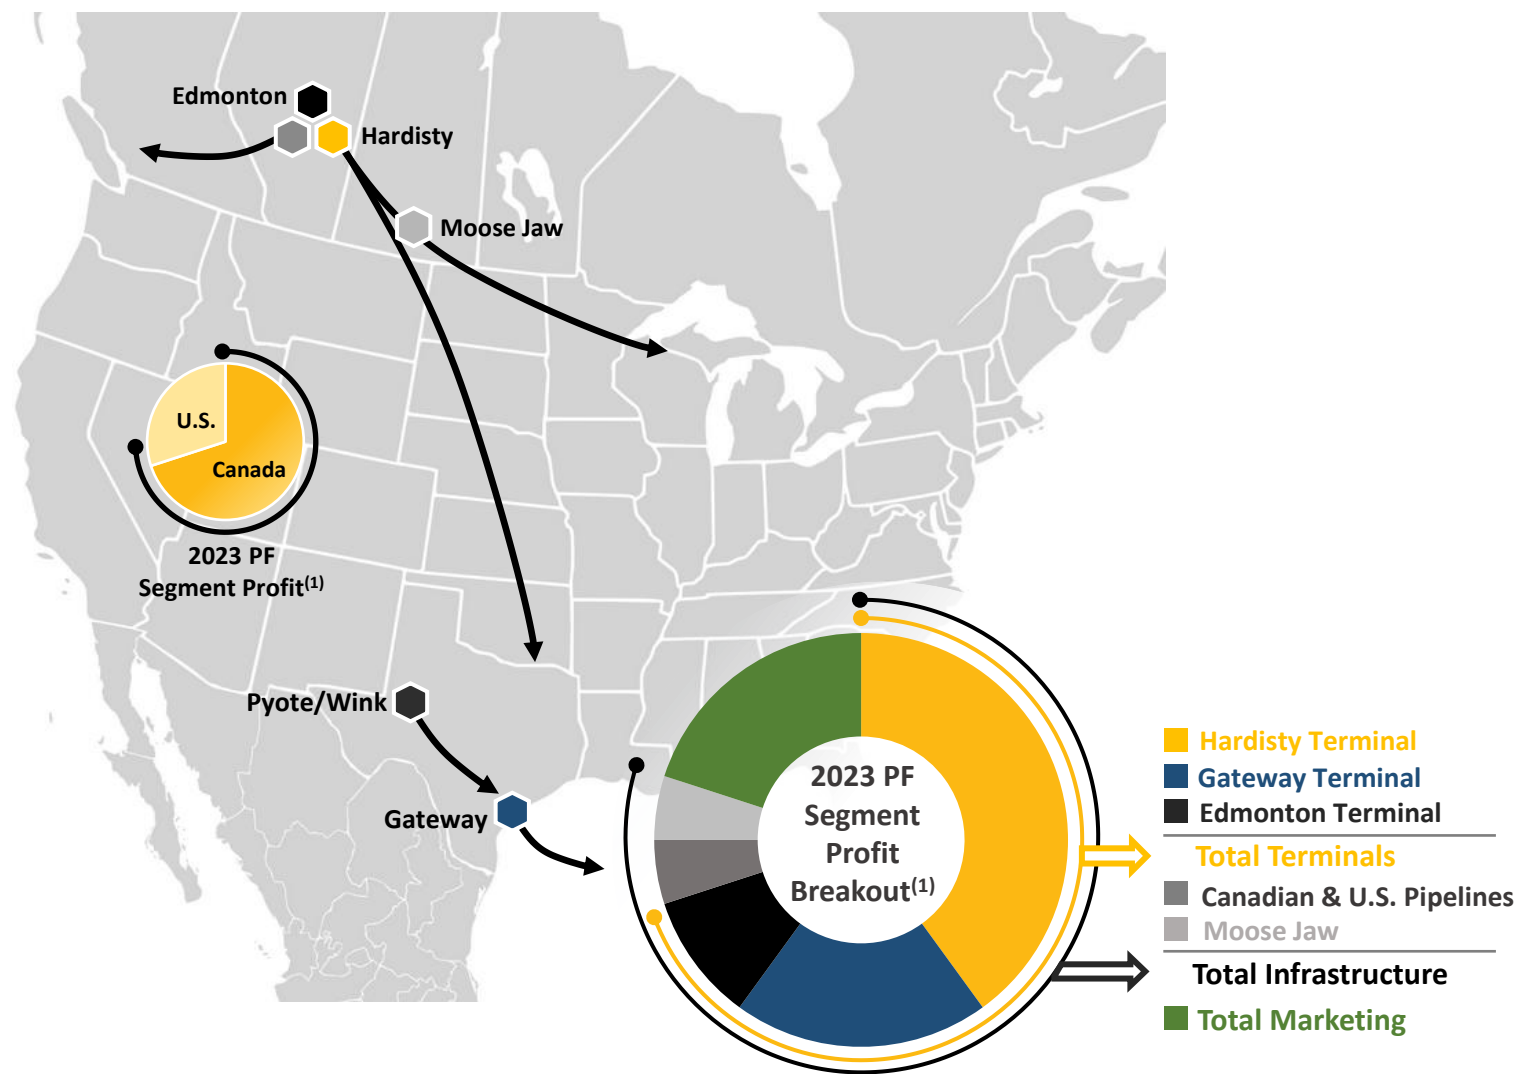 Edmonton
Hardisty
Moose Jaw
U.S.
Canada
2023 PF
Segment Profit(1)
Pyote/Wink
Gateway
2023 PF
Segment
Profit
Breakout(1)
Hardisty Terminal
Gateway Terminal
Edmonton Terminal
Total Terminals
Canadian & U.S. Pipelines
Moose Jaw
Total Infrastructure
Total Marketing